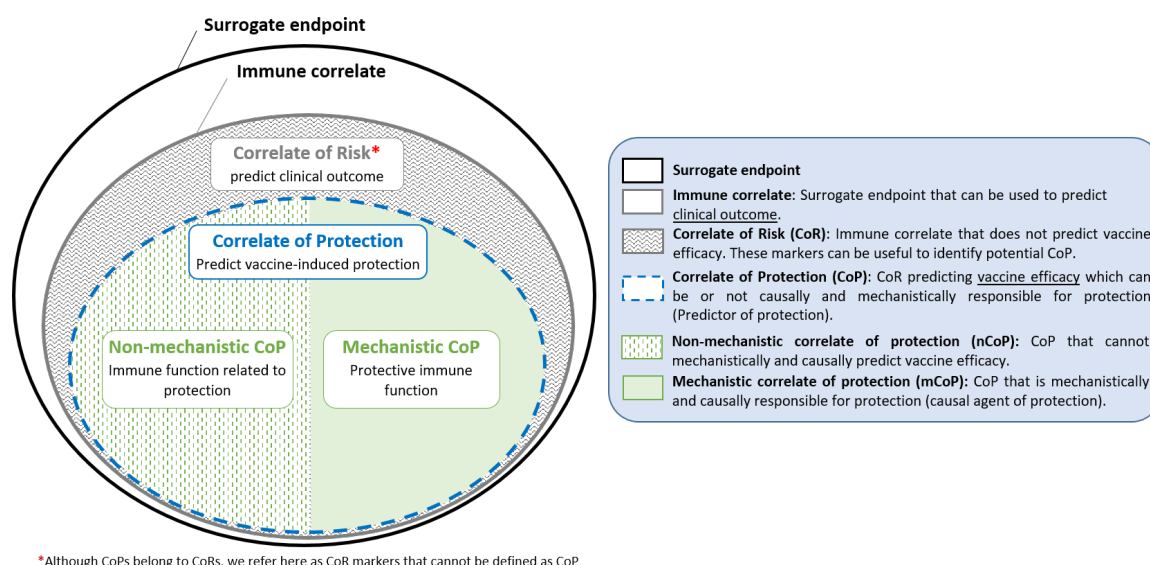 Surrogate endpoint
Immune correlate
Correlate of Risk*
predict clinical outcome
Correlate of Protection
Predict vaccine-induced protection
Non-mechanistic CoP
Immune function related to
protection
Mechanistic CoP
Protective immune
function
*Although CoPs belong to CoRs, we refer here as CoR markers that cannot be defined as CoP
Surrogate endpoint
Immune correlate: Surrogate endpoint that can be used to predict
clinical outcome.
Correlate of Risk (CoR): Immune correlate that does not predict vaccine
efficacy. These markers can be useful to identify potential CoP.
Correlate of Protection (CoP): CoR predicting vaccine efficacy which can
be or not causally and mechanistically responsible for protection
(Predictor of protection).
Non-mechanistic correlate of protection (nCoP): CoP that cannot
mechanistically and causally predict vaccine efficacy.
Mechanistic correlate of protection (mCoP): CoP that is mechanistically
and causally responsible for protection (causal agent of protection).